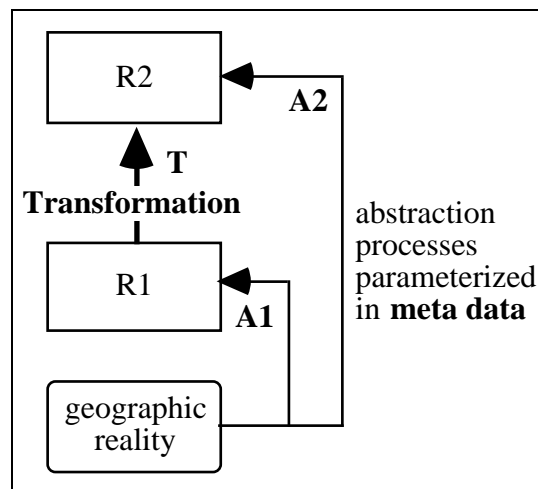 R2
A2
T
Transformation
abstraction
processes
parameterized
in meta data
R1
A1
geographic
reality